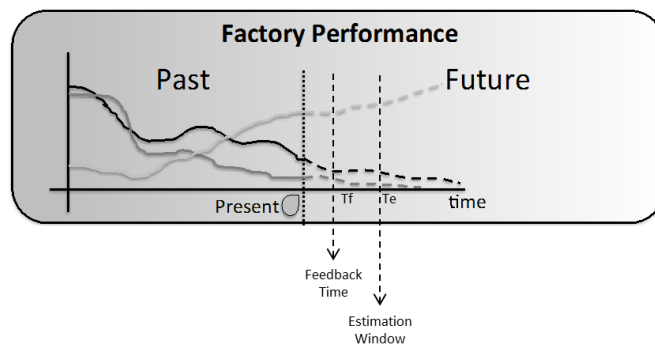 Factory Performance
Past
Future
Present
Tf
Te
time
Feedback
Time
Estimation
Window